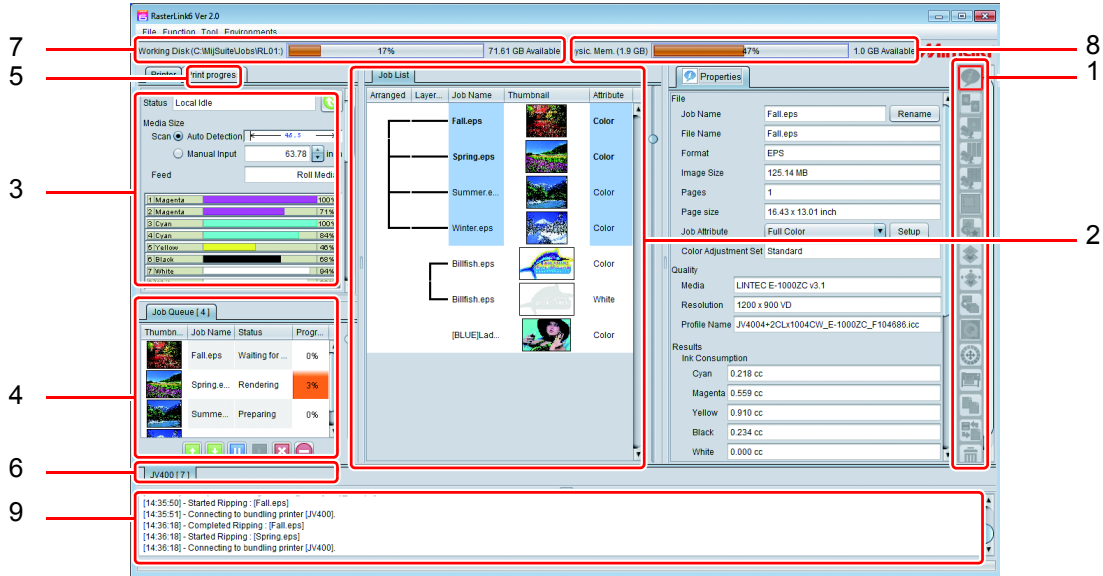 RasterLink6 Ver 2.0
File Function Tool Environments
Working Disk (C:\MijSuite\Jobs\RL01:) 17% 71.61 GB Available
ysic. Mem. (1.9 GB) 47% 1.0 GB Available
7
8
5
1
Printer
Print progres
Status Local Idle
Media Size
Scan Auto Detection 46.5
Manual Input 63.78 in
Feed Roll Media
3
1 Magenta 100%
2 Magenta 71%
3 Cyan 100%
4 Cyan 84%
5 Yellow 46%
6 Black 68%
7 White 94%
Job Queue [ 4 ]
Thumbn... Job Name Status Progr...
Fall.eps Waiting for ... 0%
Spring.e... Rendering 3%
4
Summe... Preparing 0%
JV400 [ 7 ]
6
Job List
Arranged Layer... Job Name Thumbnail Attribute
Fall.eps Color
Spring.eps Color
Summer.e... Color
Winter.eps Color
2
Billfish.eps Color
Billfish.eps White
[BLUE]Lad... Color
Properties
File
Job Name Fall.eps Rename
File Name Fall.eps
Format EPS
Image Size 125.14 MB
Pages 1
Page size 16.43 x 13.01 inch
Job Attribute Full Color Setup
Color Adjustment Set Standard
Quality
Media LINTEC E-1000ZC v3.1
Resolution 1200 x 900 VD
Profile Name JV4004+2CLx1004CW_E-1000ZC_F104686.icc
Results
Ink Consumption
Cyan 0.218 cc
Magenta 0.559 cc
Yellow 0.910 cc
Black 0.234 cc
White 0.000 cc
9
[14:35:50] - Started Ripping : [Fall.eps]
[14:35:51] - Connecting to bundling printer [JV400].
[14:36:18] - Completed Ripping : [Fall.eps]
[14:36:18] - Started Ripping : [Spring.eps]
[14:36:18] - Connecting to bundling printer [JV400].